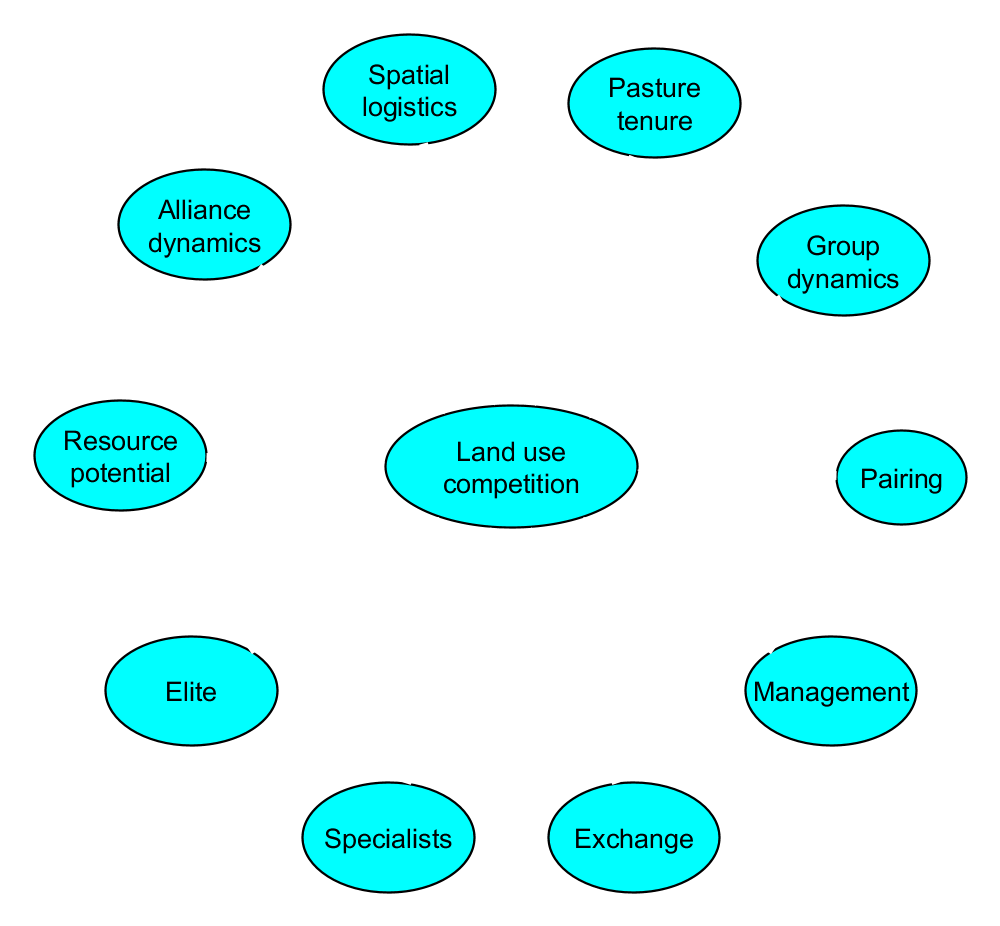 Spatial
logistics
Pasture
tenure
Alliance
dynamics
Group
dynamics
Resource
potential
Land use
competition
Pairing
Elite
Management
Specialists
Exchange